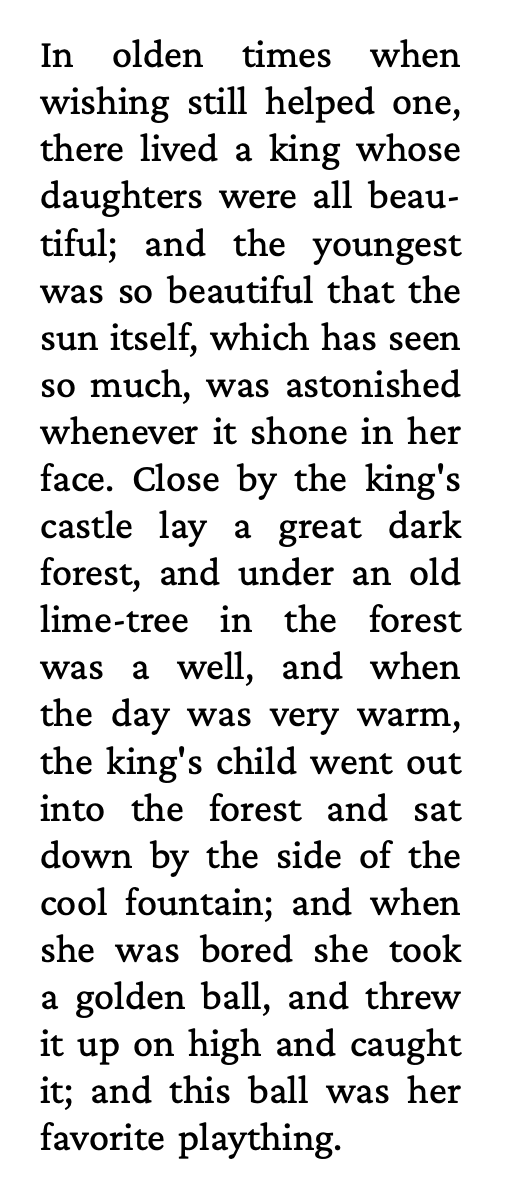 In olden times when
wishing still helped one,
there lived a king whose
daughters were all beau-
tiful; and the youngest
was so beautiful that the
sun itself, which has seen
so much, was astonished
whenever it shone in her
face. Close by the king's
castle lay a great dark
forest, and under an old
lime-tree in the forest
was a well, and when
the day was very warm,
the king's child went out
into the forest and sat
down by the side of the
cool fountain; and when
she was bored she took
a golden ball, and threw
it up on high and caught
it; and this ball was her
favorite plaything.